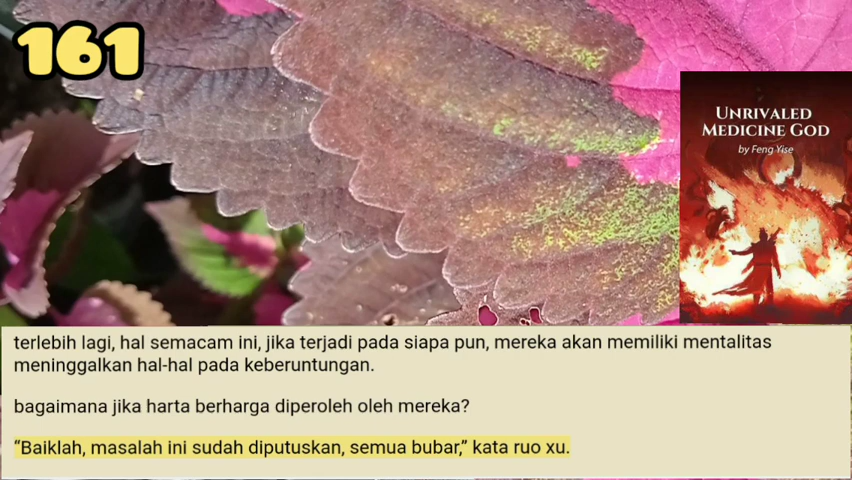 161
UNRIVALED
MEDICINE GOD
by Feng Yise
terlebih lagi, hal semacam ini, jika terjadi pada siapa pun, mereka akan memiliki mentalitas
meninggalkan hal-hal pada keberuntungan.
bagaimana jika harta berharga diperoleh oleh mereka?
“Baiklah, masalah ini sudah diputuskan, semua bubar,” kata ruo xu.